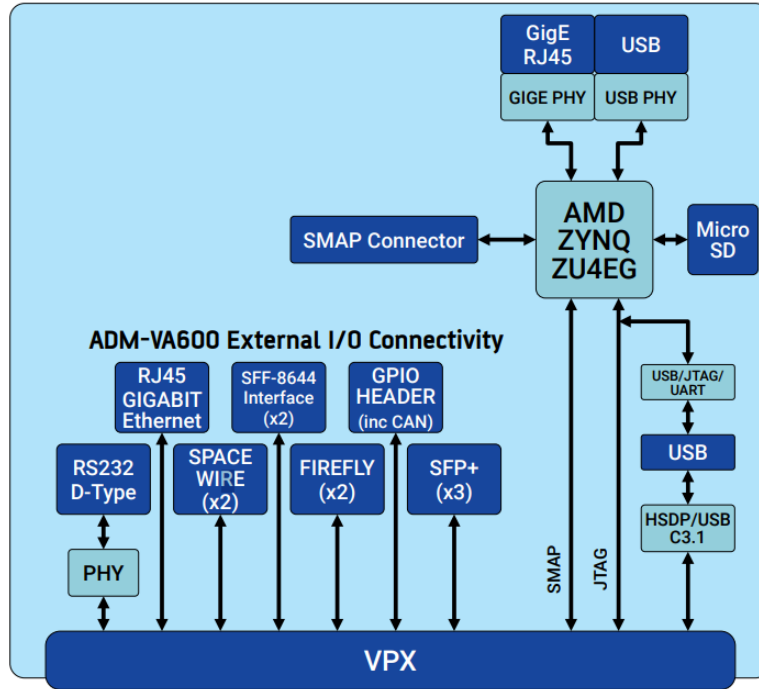 GigE
RJ45
USB
GIGE PHY
USB PHY
AMD
ZYNQ
ZU4EG
SMAP Connector
Micro
SD
ADM-VA600 External I/O Connectivity
RJ45
GIGABIT
Ethernet
SFF-8644
Interface
(x2)
GPIO
HEADER
(inc CAN)
USB/JTAG/
UART
RS232
D-Type
SPACE
WIRE
(x2)
FIREFLY
(x2)
SFP+
(x3)
USB
HSDP/USB
C3.1
PHY
SMAP
JTAG
VPX